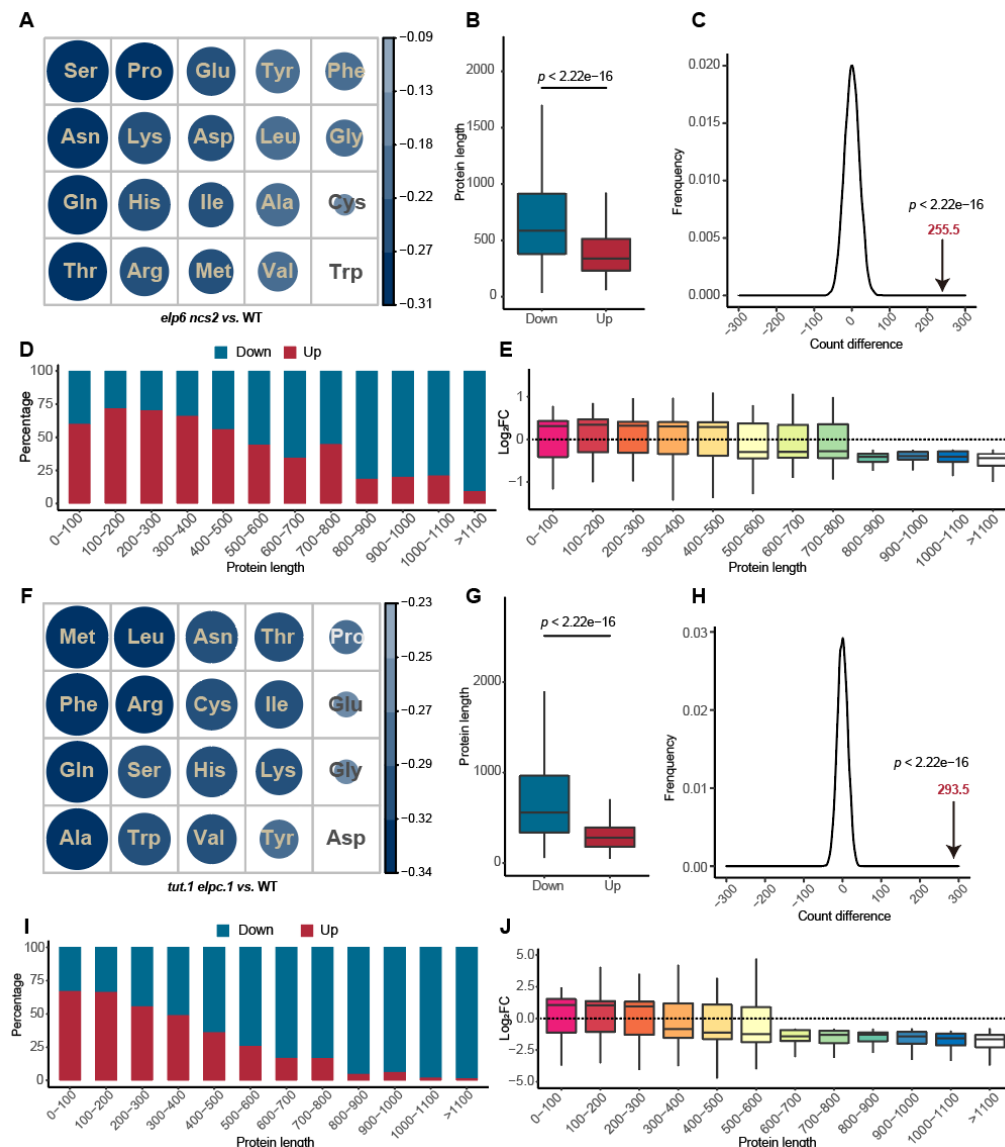 A
Ser Pro Glu Tyr Phe
Asn Lys Asp Leu Gly
Gln His Ile Ala Cys
Thr Arg Met Val Trp
−0.09
−0.13
−0.18
−0.22
−0.27
−0.31
elp6 ncs2 vs. WT
B
Protein length
2000
1500
1000
500
0
p < 2.22e−16
Down Up
C
Frenquency
0.020
0.015
0.010
0.005
0.000
p < 2.22e−16
255.5
−300 −200 −100 0 100 200 300
Count difference
D
Down Up
Percentage
100
75
50
25
0
0−100 100−200 200−300 300−400 400−500 500−600 600−700 700−800 800−900 900−1000 1000−1100 >1100
Protein length
E
Log₂FC
1
0
−1
0−100 100−200 200−300 300−400 400−500 500−600 600−700 700−800 800−900 900−1000 1000−1100 >1100
Protein length
F
Met Leu Asn Thr Pro
Phe Arg Cys Ile Glu
Gln Ser His Lys Gly
Ala Trp Val Tyr Asp
−0.23
−0.25
−0.27
−0.29
−0.32
−0.34
tut.1 elpc.1 vs. WT
G
Protein length
2000
1000
0
p < 2.22e−16
Down Up
H
Frenquency
0.03
0.02
0.01
0.00
p < 2.22e−16
293.5
−300 −200 −100 0 100 200 300
Count difference
I
Down Up
Percentage
100
75
50
25
0
0−100 100−200 200−300 300−400 400−500 500−600 600−700 700−800 800−900 900−1000 1000−1100 >1100
Protein length
J
Log₂FC
5.0
2.5
0.0
−2.5
−5.0
0−100 100−200 200−300 300−400 400−500 500−600 600−700 700−800 800−900 900−1000 1000−1100 >1100
Protein length